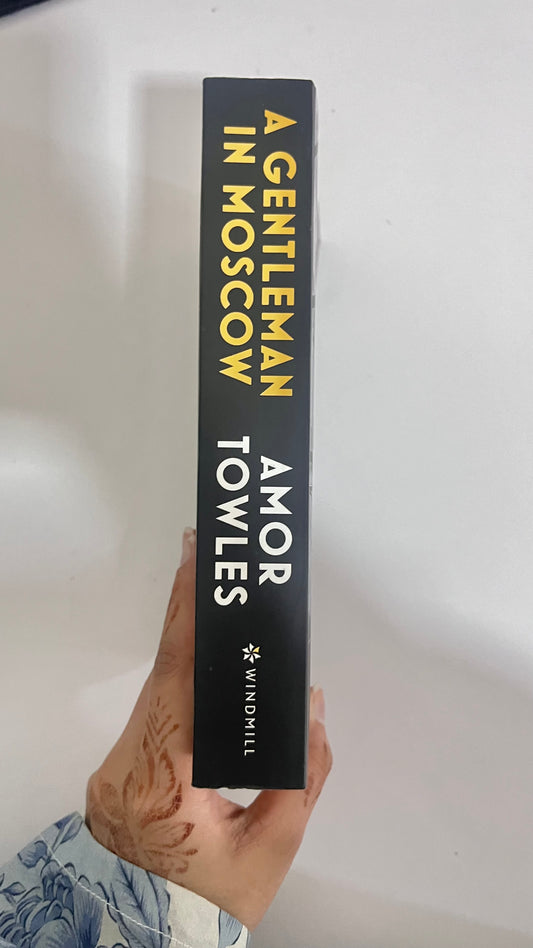 A GENTLEMAN
IN MOSCOW
AMOR
TOWLES
WINDMILL